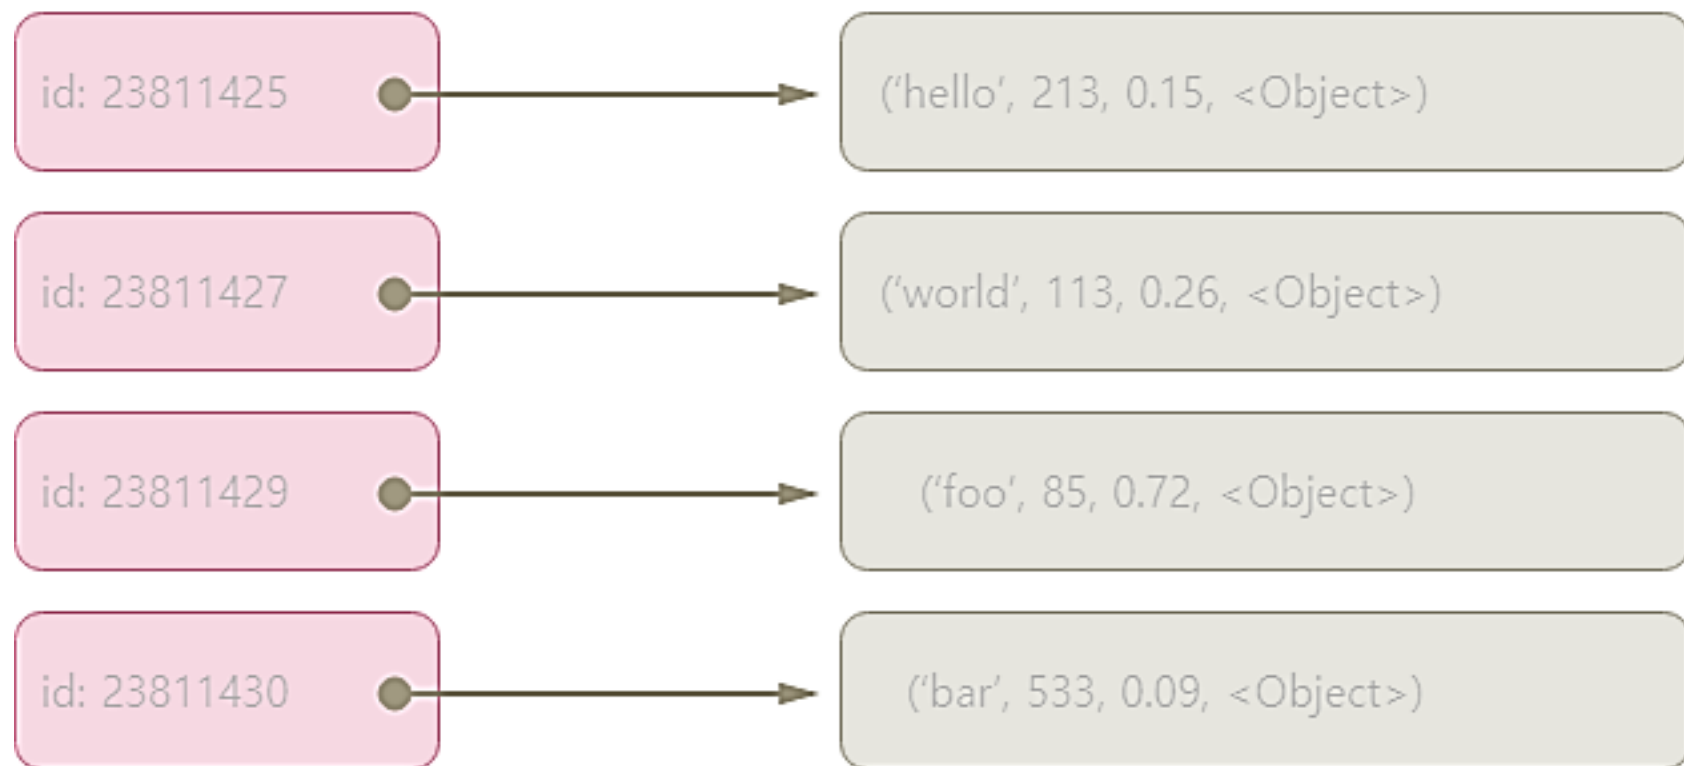 id: 23811425
(‘hello’, 213, 0.15, <Object>)
id: 23811427
(‘world’, 113, 0.26, <Object>)
id: 23811429
(‘foo’, 85, 0.72, <Object>)
id: 23811430
(‘bar’, 533, 0.09, <Object>)